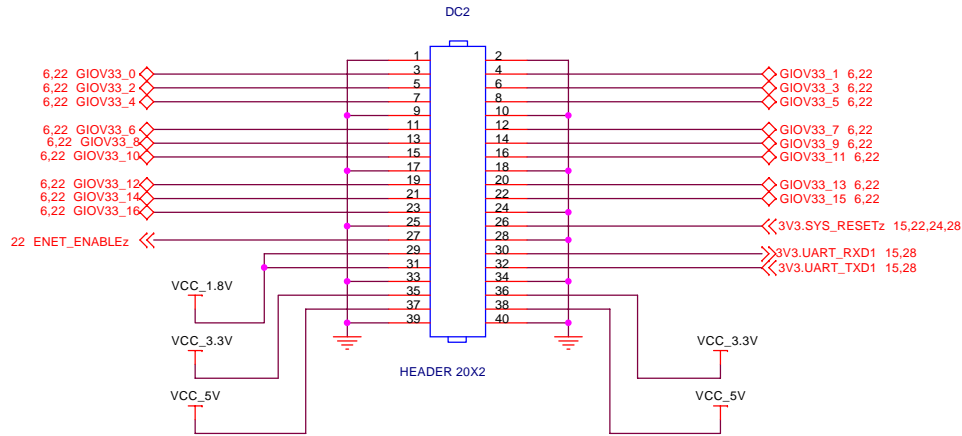 DC2
1 2
6,22 GIOV33_0 3 4 GIOV33_1 6,22
6,22 GIOV33_2 5 6 GIOV33_3 6,22
6,22 GIOV33_4 7 8 GIOV33_5 6,22
9 10
6,22 GIOV33_6 11 12 GIOV33_7 6,22
6,22 GIOV33_8 13 14 GIOV33_9 6,22
6,22 GIOV33_10 15 16 GIOV33_11 6,22
17 18
6,22 GIOV33_12 19 20 GIOV33_13 6,22
6,22 GIOV33_14 21 22 GIOV33_15 6,22
6,22 GIOV33_16 23 24
25 26 3V3.SYS_RESETz 15,22,24,28
22 ENET_ENABLEz 27 28
29 30 3V3.UART_RXD1 15,28
31 32 3V3.UART_TXD1 15,28
33 34
VCC_1.8V 35 36
37 38
39 40
VCC_3.3V VCC_3.3V
HEADER 20X2
VCC_5V VCC_5V